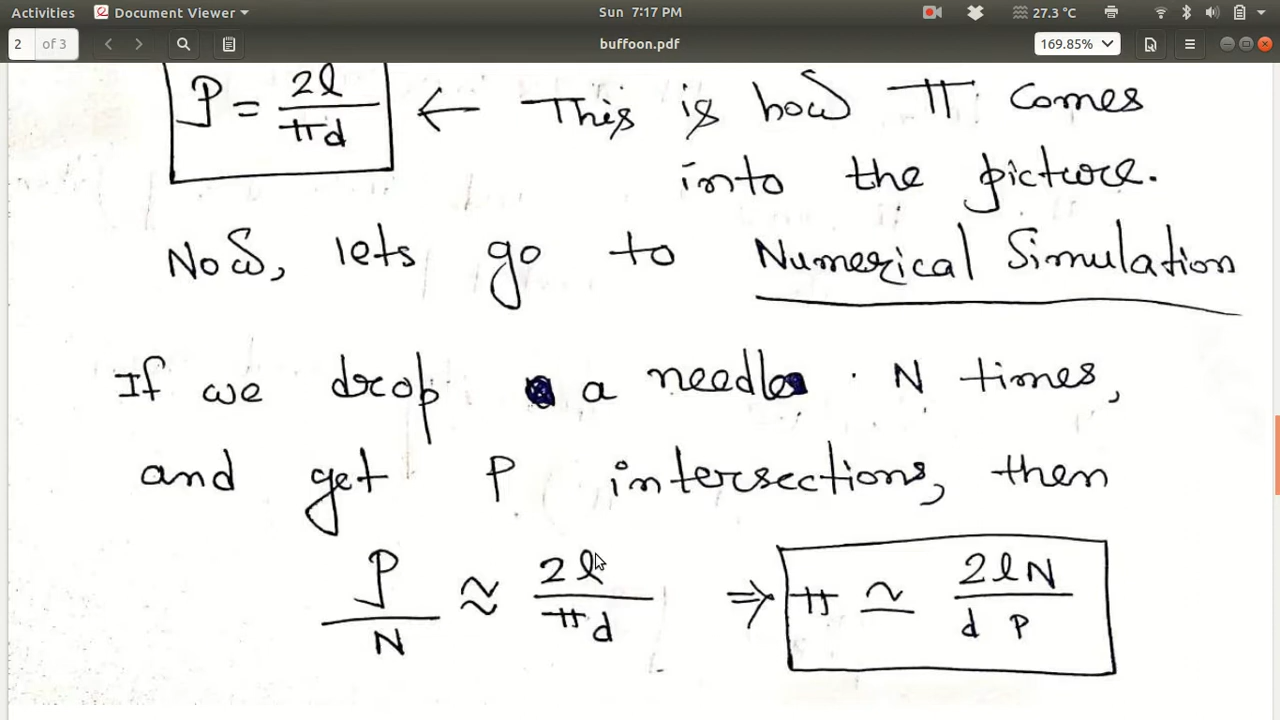 Activities Document Viewer Sun 7:17 PM 27.3 °C
2 of 3 buffoon.pdf 169.85%
P = 2l/πd ← This is how π comes
into the picture.
Now, lets go to Numerical Simulation
If we drop a needle N times,
and get P intersections, then
P/N ≈ 2l/πd ⇒ π ≃ 2lN/d P